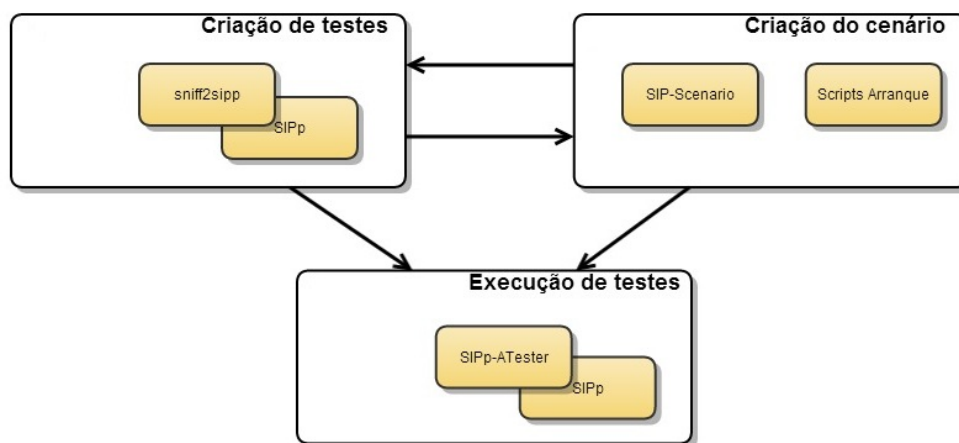 Criação de testes
sniff2sipp
SIPp
Criação do cenário
SIP-Scenario
Scripts Arranque
Execução de testes
SIPp-ATester
SIPp